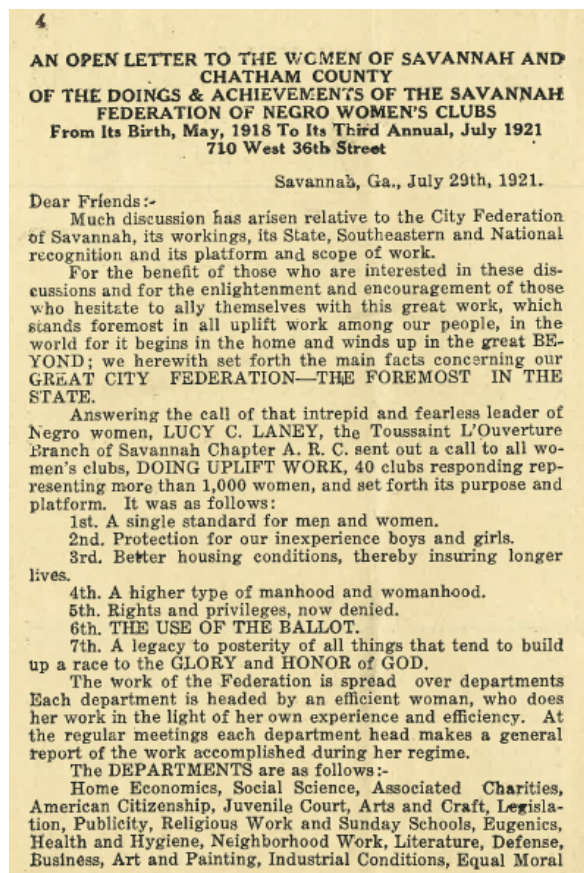 4
AN OPEN LETTER TO THE WOMEN OF SAVANNAH AND
CHATHAM COUNTY
OF THE DOINGS & ACHIEVEMENTS OF THE SAVANNAH
FEDERATION OF NEGRO WOMEN'S CLUBS
From Its Birth, May, 1918 To Its Third Annual, July 1921
710 West 36th Street
Savannah, Ga., July 29th, 1921.
Dear Friends:-
Much discussion has arisen relative to the City Federation
of Savannah, its workings, its State, Southeastern and National
recognition and its platform and scope of work.
For the benefit of those who are interested in these dis-
cussions and for the enlightenment and encouragement of those
who hesitate to ally themselves with this great work, which
stands foremost in all uplift work among our people, in the
world for it begins in the home and winds up in the great BE-
YOND; we herewith set forth the main facts concerning our
GREAT CITY FEDERATION—THE FOREMOST IN THE
STATE.
Answering the call of that intrepid and fearless leader of
Negro women, LUCY C. LANEY, the Toussaint L'Ouverture
Branch of Savannah Chapter A. R. C. sent out a call to all wo-
men's clubs, DOING UPLIFT WORK, 40 clubs responding rep-
resenting more than 1,000 women, and set forth its purpose and
platform. It was as follows:
1st. A single standard for men and women.
2nd. Protection for our inexperience boys and girls.
3rd. Better housing conditions, thereby insuring longer
lives.
4th. A higher type of manhood and womanhood.
5th. Rights and privileges, now denied.
6th. THE USE OF THE BALLOT.
7th. A legacy to posterity of all things that tend to build
up a race to the GLORY and HONOR of GOD.
The work of the Federation is spread over departments
Each department is headed by an efficient woman, who does
her work in the light of her own experience and efficiency. At
the regular meetings each department head makes a general
report of the work accomplished during her regime.
The DEPARTMENTS are as follows:-
Home Economics, Social Science, Associated Charities,
American Citizenship, Juvenile Court, Arts and Craft, Legisla-
tion, Publicity, Religious Work and Sunday Schools, Eugenics,
Health and Hygiene, Neighborhood Work, Literature, Defense,
Business, Art and Painting, Industrial Conditions, Equal Moral